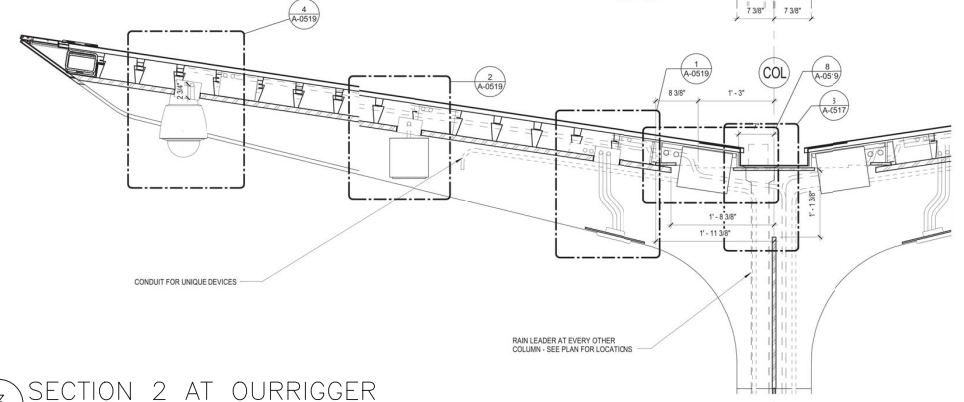 7 3/8"
7 3/8"
4
A-0519
2
A-0519
1
A-0519
COL
8
A-0519
A-0517
8 3/8"
1' - 3"
2 3/4"
1' - 8 3/8"
1' - 11 3/8"
1' - 1 3/8"
CONDUIT FOR UNIQUE DEVICES
RAIN LEADER AT EVERY OTHER
COLUMN - SEE PLAN FOR LOCATIONS
SECTION 2 AT OURRIGGER